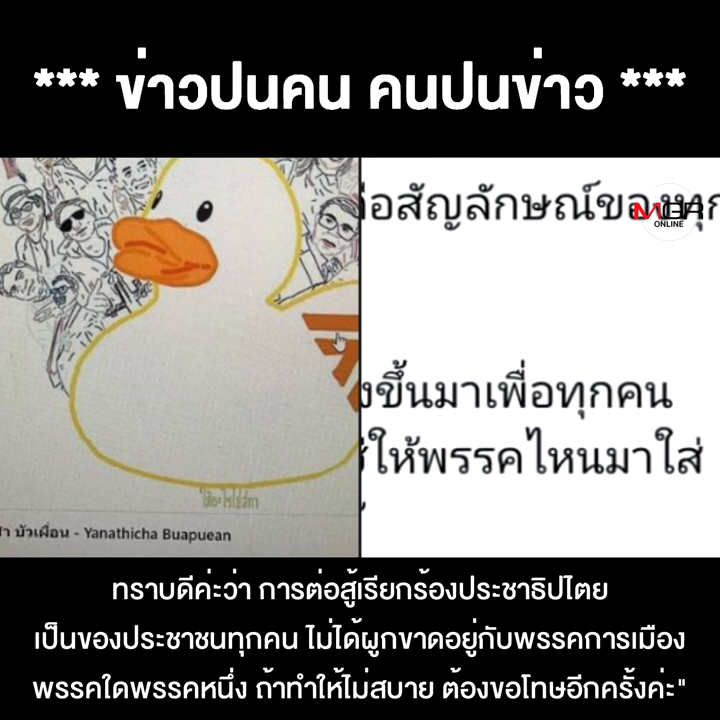 *** ข่าวปนคน คนปนข่าว ***
อสัญลักษณ์ของทุก
MGR
ONLINE
งขึ้นมาเพื่อทุกคน
ให้พรรคไหนมาใส่
บัวเผื่อน - Yanathicha Buapuean
ทราบดีค่ะว่า การต่อสู้เรียกร้องประชาธิปไตย
เป็นของประชาชนทุกคน ไม่ได้ผูกขาดอยู่กับพรรคการเมือง
พรรคใดพรรคหนึ่ง ถ้าทำให้ไม่สบาย ต้องขอโทษอีกครั้งค่ะ"